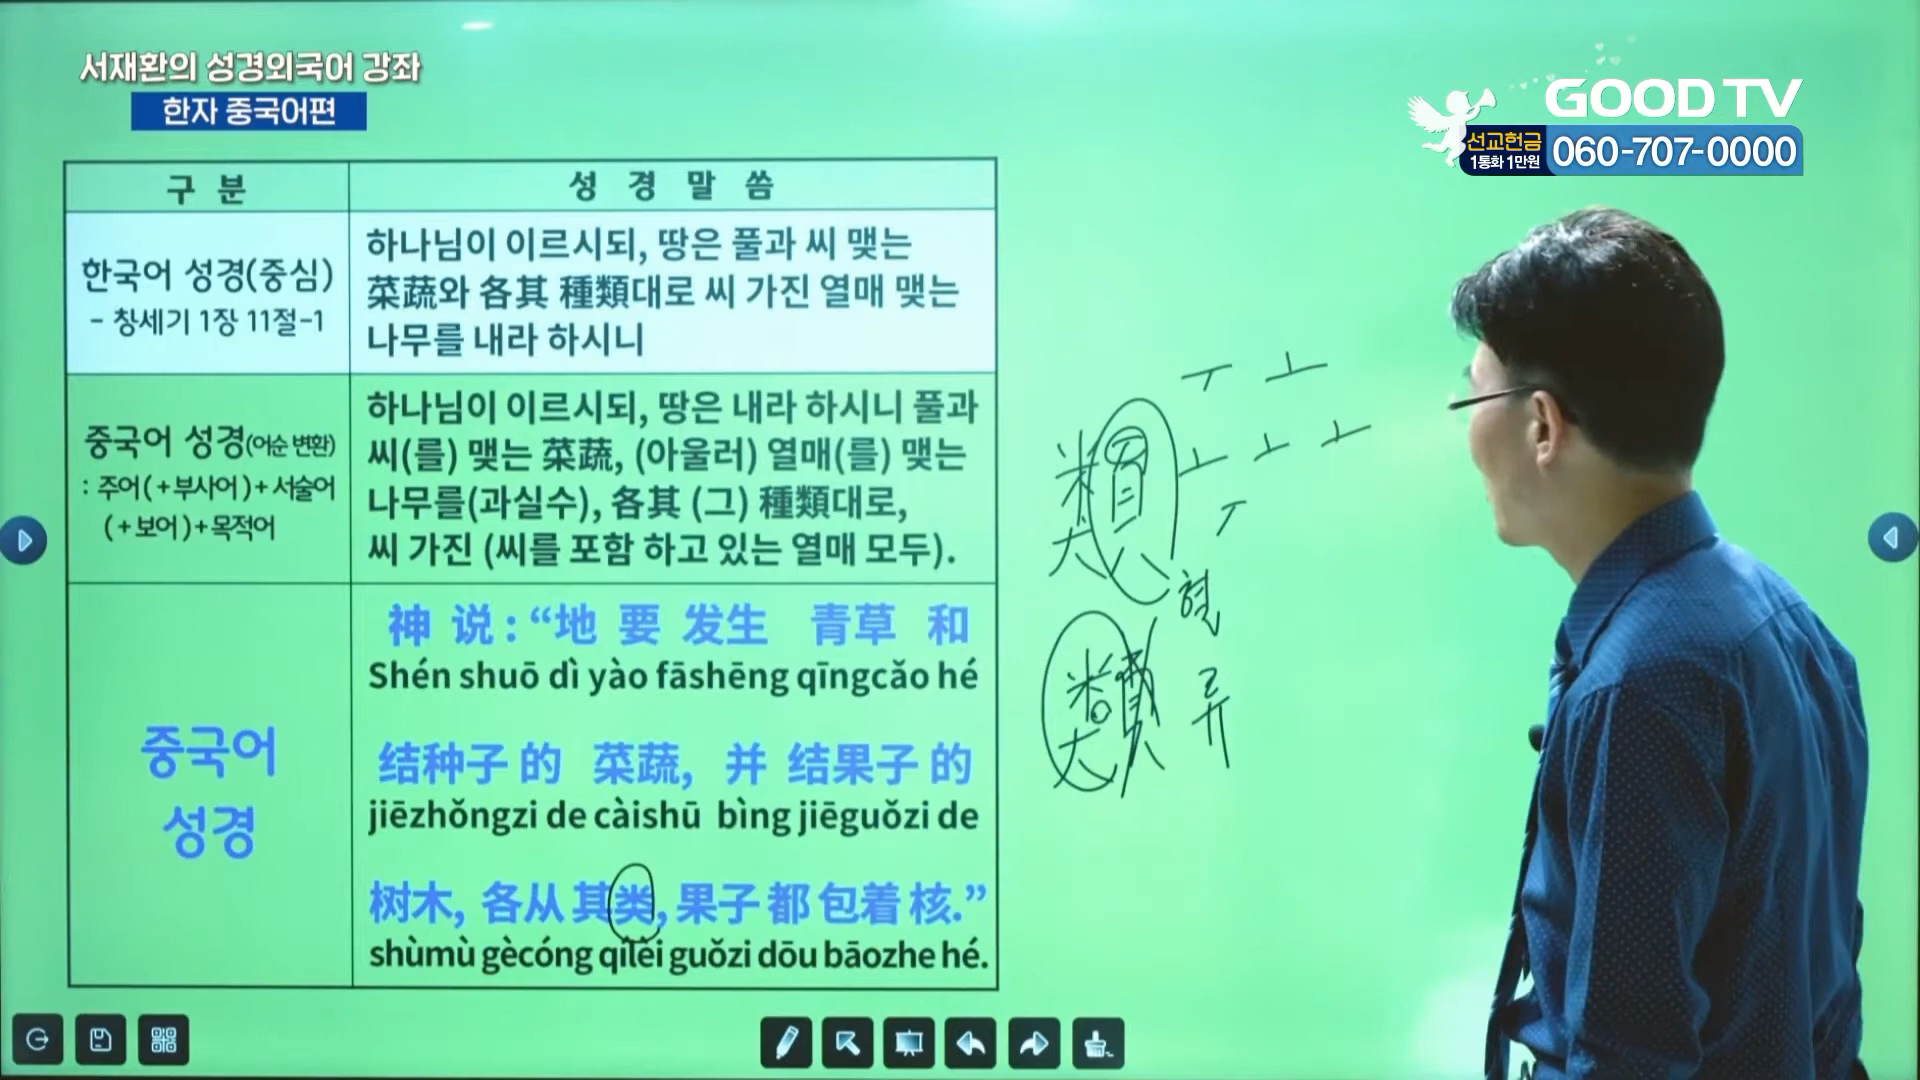 서재환의 성경외국어 강좌
한자 중국어편
GOOD TV
선교헌금
1통화 1만원
060-707-0000
구 분
성 경 말 씀
한국어 성경(중심)
- 창세기 1장 11절-1
하나님이 이르시되, 땅은 풀과 씨 맺는
菜蔬와 各其 種類대로 씨 가진 열매 맺는
나무를 내라 하시니
중국어 성경(어순 변환)
: 주어(+부사어)+서술어
(+보어)+목적어
하나님이 이르시되, 땅은 내라 하시니 풀과
씨(를) 맺는 菜蔬, (아울러) 열매(를) 맺는
나무를(과실수), 各其 (그) 種類대로,
씨 가진 (씨를 포함 하고 있는 열매 모두).
중국어
성경
神 说 : “地 要 发生 青草 和
Shén shuō dì yào fāshēng qīngcǎo hé
结种子 的 菜蔬, 并 结果子 的
jiēzhǒngzi de càishū bìng jiēguǒzi de
树木, 各从 其类, 果子 都 包着 核.”
shùmù gècóng qílèi guǒzi dōu bāozhe hé.
혈